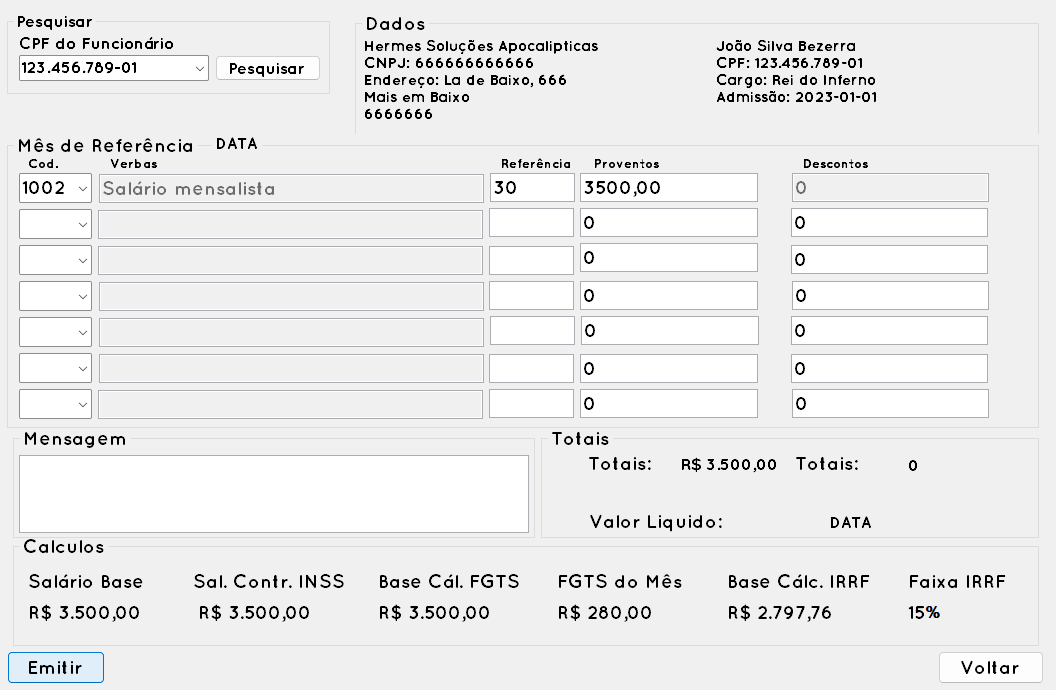 Pesquisar
CPF do Funcionário
123.456.789-01 Pesquisar
Dados
Hermes Soluções Apocalipticas
CNPJ: 666666666666
Endereço: La de Baixo, 666
Mais em Baixo
6666666
João Silva Bezerra
CPF: 123.456.789-01
Cargo: Rei do Inferno
Admissão: 2023-01-01
Mês de Referência DATA
Cod. Verbas Referência Proventos Descontos
1002 Salário mensalista 30 3500,00 0
0 0
0 0
0 0
0 0
0 0
0 0
Mensagem
Totais
Totais: R$ 3.500,00 Totais: 0
Valor Liquido: DATA
Calculos
Salário Base Sal. Contr. INSS Base Cál. FGTS FGTS do Mês Base Cálc. IRRF Faixa IRRF
R$ 3.500,00 R$ 3.500,00 R$ 3.500,00 R$ 280,00 R$ 2.797,76 15%
Emitir Voltar